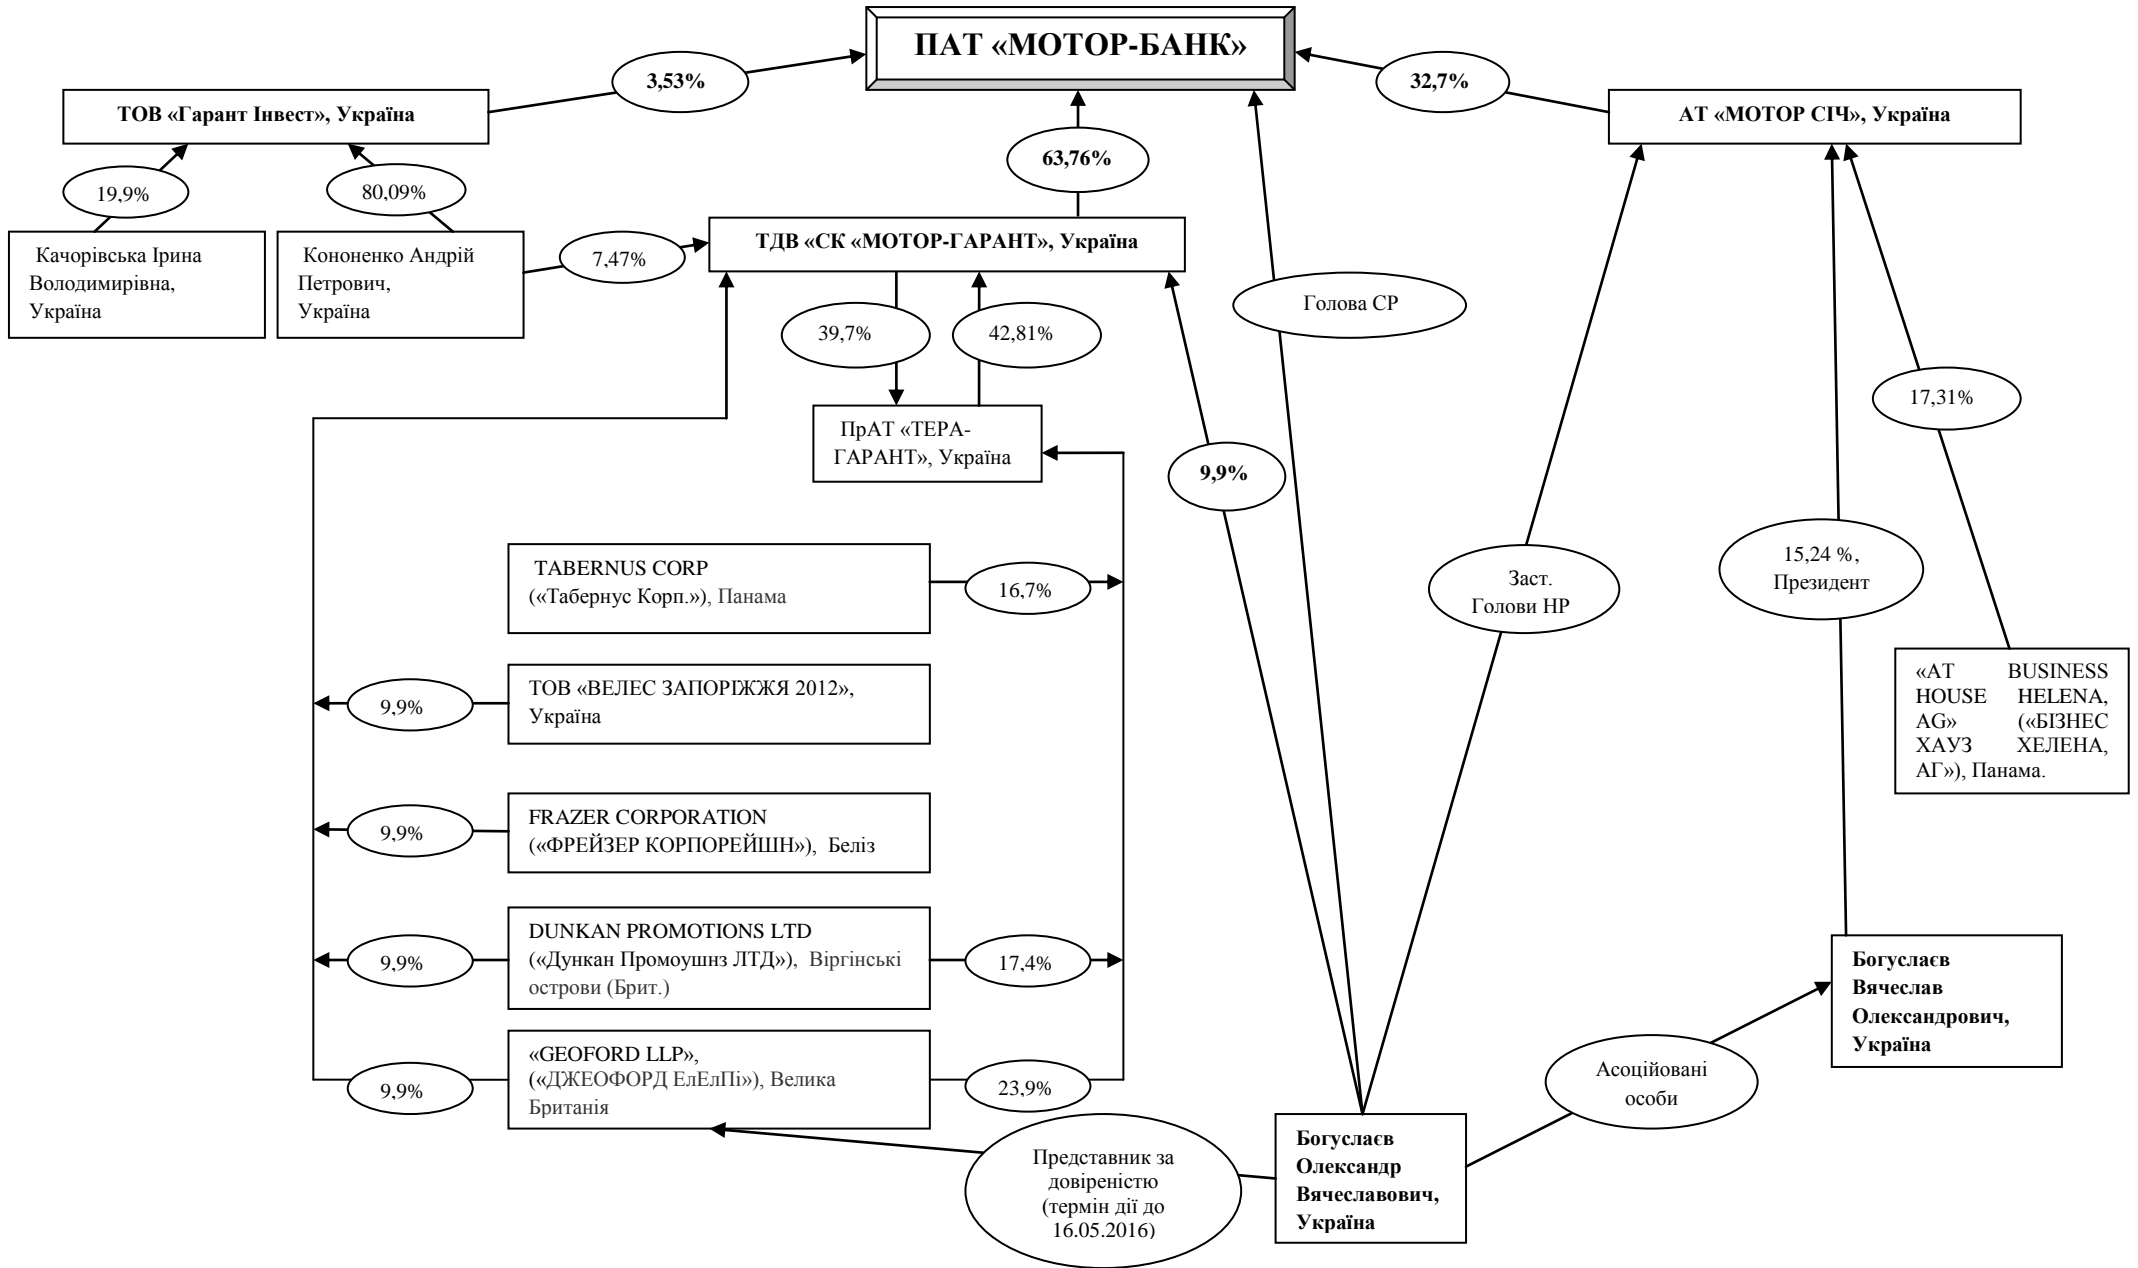 ПАТ «МОТОР-БАНК»
3,53%
32,7%
ТОВ «Гарант Інвест», Україна
АТ «МОТОР СІЧ», Україна
63,76%
19,9%
80,09%
Качорівська Ірина
Володимирівна,
Україна
Кононенко Андрій
Петрович,
Україна
7,47%
ТДВ «СК «МОТОР-ГАРАНТ», Україна
Голова СР
39,7%
42,81%
17,31%
ПрАТ «ТЕРА-
ГАРАНТ», Україна
9,9%
TABERNUS CORP
(«Табернус Корп.»), Панама
16,7%
Заст.
Голови НР
15,24 %,
Президент
ТОВ «ВЕЛЕС ЗАПОРІЖЖЯ 2012»,
Україна
9,9%
«AT BUSINESS
HOUSE HELENA,
AG» («БІЗНЕС
ХАУЗ ХЕЛЕНА,
АГ»), Панама.
FRAZER CORPORATION
(«ФРЕЙЗЕР КОРПОРЕЙШН»), Беліз
9,9%
DUNKAN PROMOTIONS LTD
(«Дункан Промоушнз ЛТД»), Віргінські
острови (Брит.)
9,9%
17,4%
Богуслаєв
Вячеслав
Олександрович,
Україна
«GEOFORD LLP»,
(«ДЖЕОФОРД ЕлЕлПі»), Велика
Британія
9,9%
23,9%
Асоційовані
особи
Представник за
довіреністю
(термін дії до
16.05.2016)
Богуслаєв
Олександр
Вячеславович,
Україна